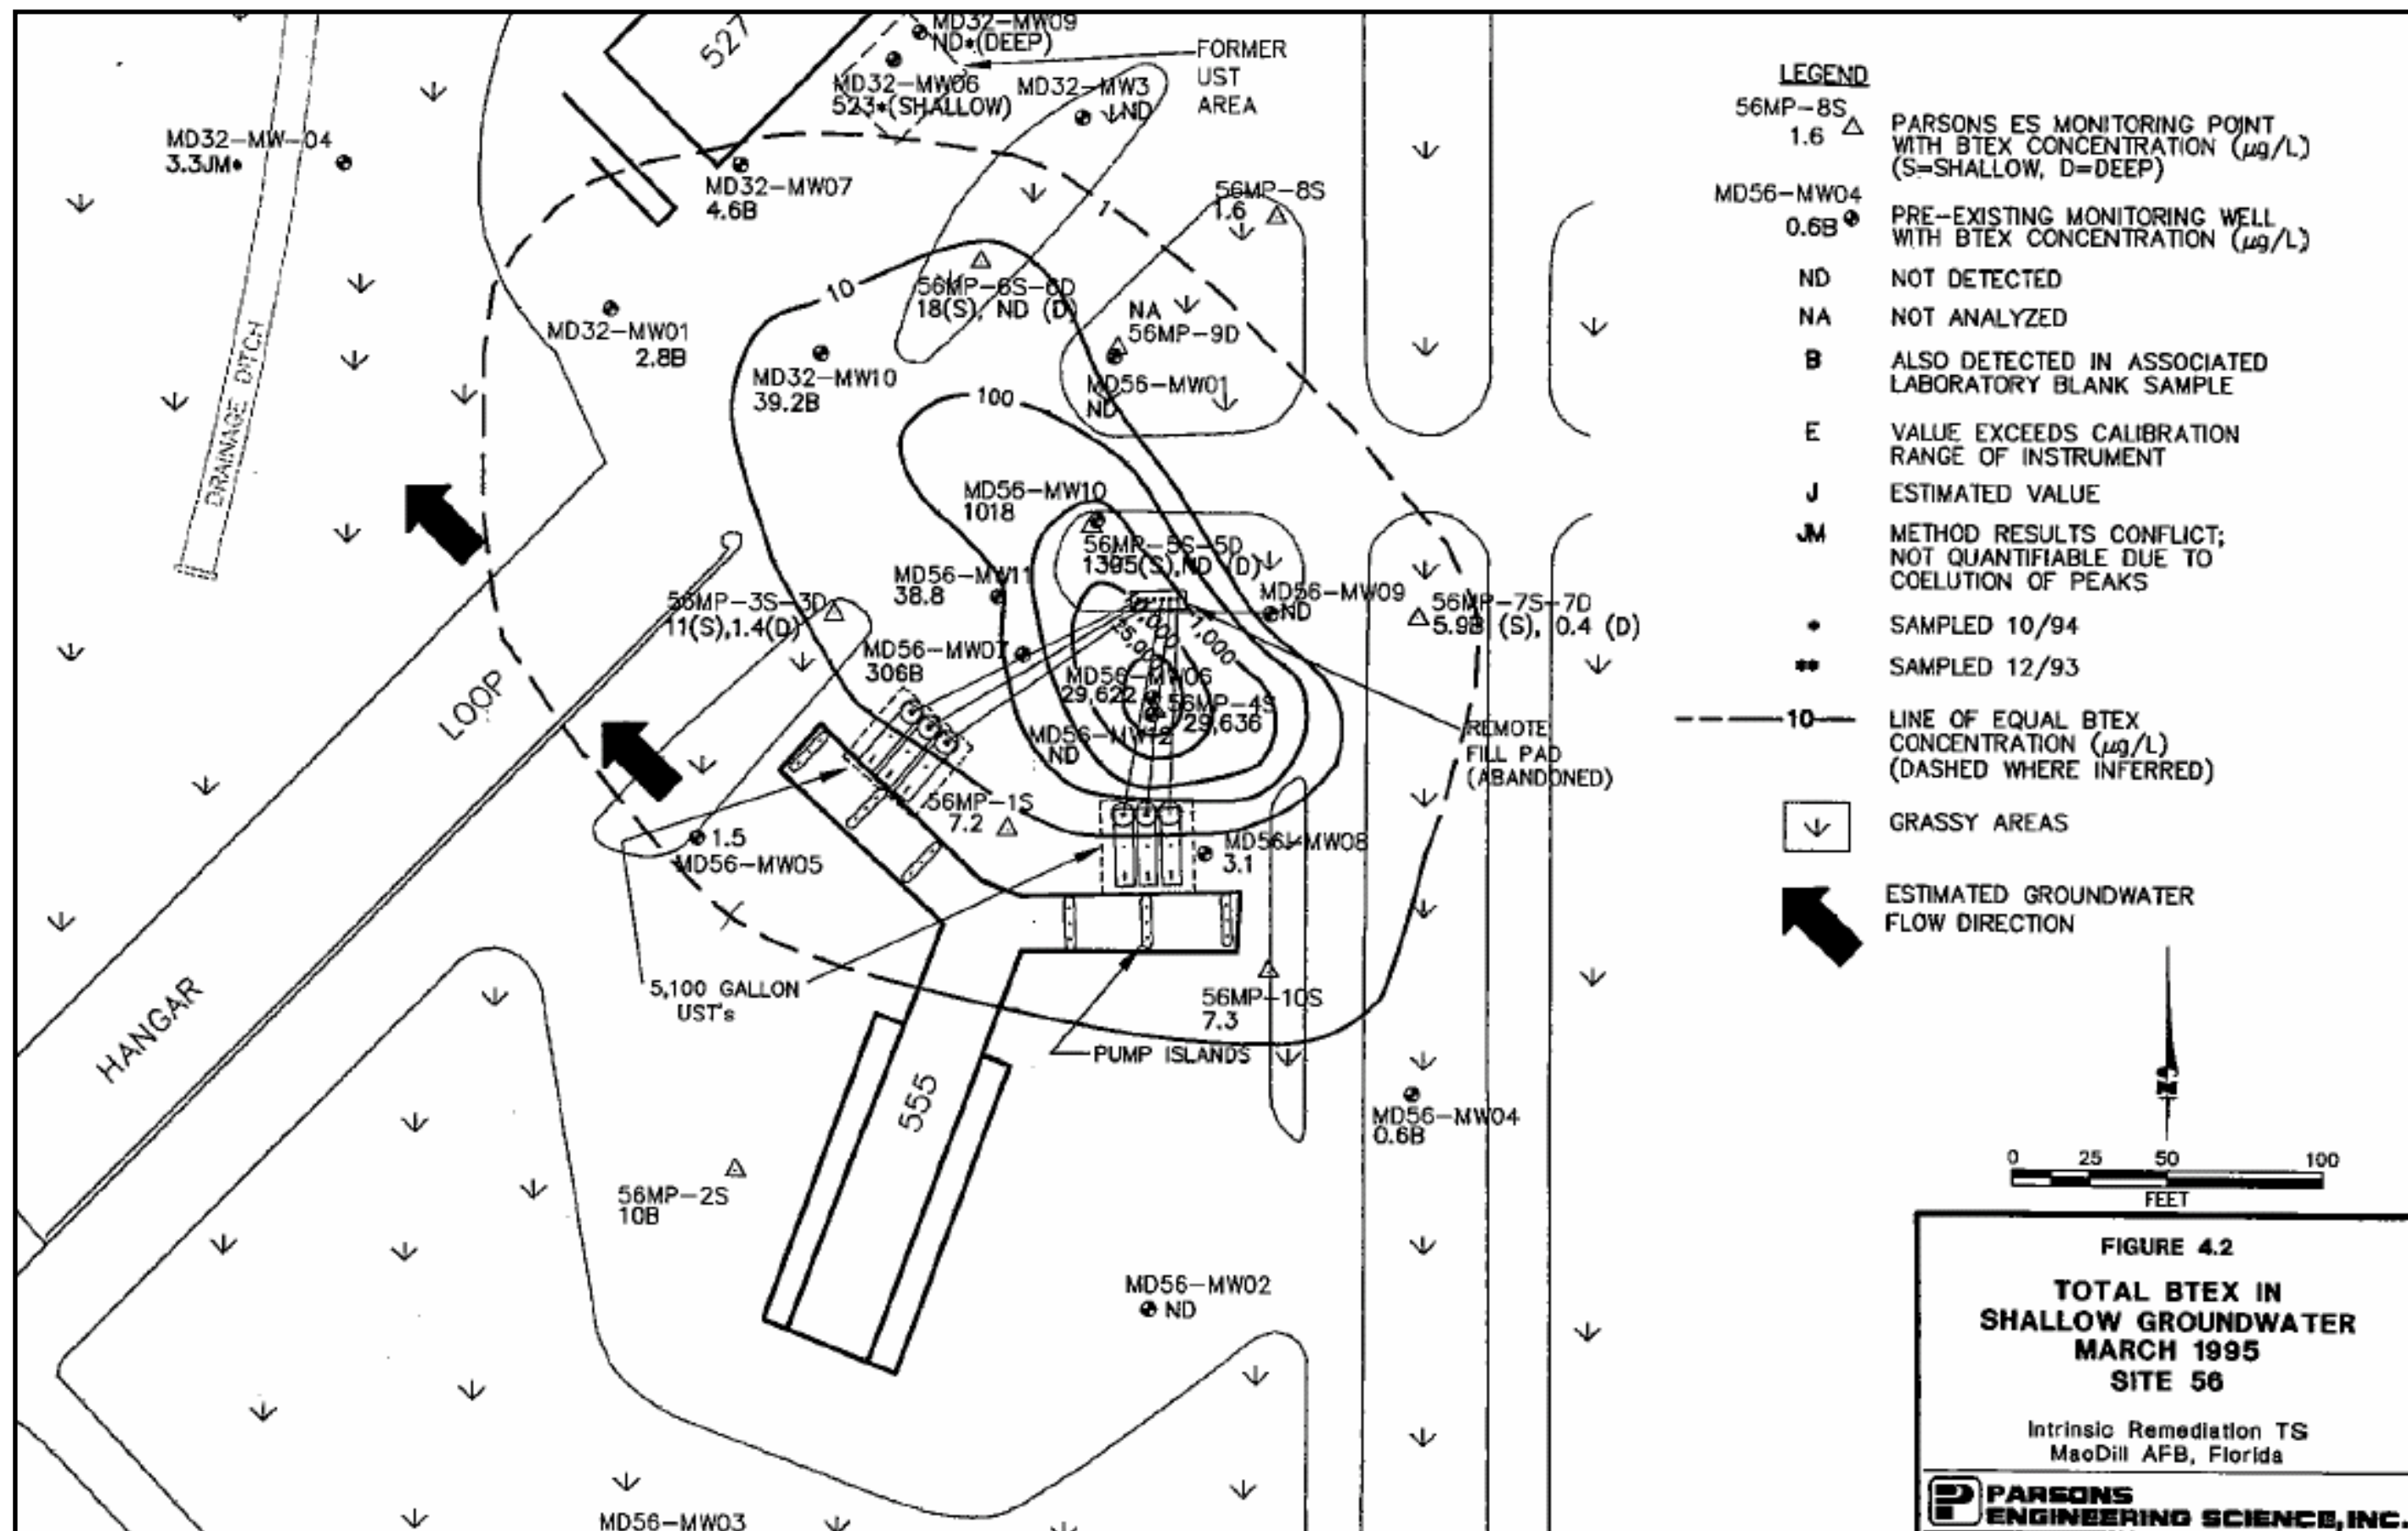 527
MD32-MW09
ND*(DEEP)
MD32-MW06
523*(SHALLOW)
FORMER
UST
AREA
MD32-MW3
ND
MD32-MW-04
3.3JM*
MD32-MW07
4.6B
1
56MP-8S
1.6
10
56MP-6S-6D
18(S), ND (D)
NA
56MP-9D
MD32-MW01
2.8B
MD32-MW10
39.2B
MD56-MW01
ND
100
DRAINAGE DITCH
MD56-MW10
1018
56MP-5S-5D
1395(S),ND (D)
MD56-MW11
38.8
MD56-MW09
ND
56MP-3S-3D
11(S),1.4(D)
56MP-7S-7D
5.9B (S), 0.4 (D)
MD56-MW07
306B
1,000
25,000
MD56-MW06
29,622
56MP-4S
29,636
MD56-MW12
ND
REMOTE
FILL PAD
(ABANDONED)
LOOP
HANGAR
56MP-1S
7.2
MD56-MW08
3.1
1.5
MD56-MW05
5,100 GALLON
UST's
56MP-10S
7.3
PUMP ISLANDS
555
MD56-MW04
0.6B
56MP-2S
10B
MD56-MW02
ND
MD56-MW03
LEGEND
56MP-8S
1.6
PARSONS ES MONITORING POINT
WITH BTEX CONCENTRATION (µg/L)
(S=SHALLOW, D=DEEP)
MD56-MW04
0.6B
PRE-EXISTING MONITORING WELL
WITH BTEX CONCENTRATION (µg/L)
ND NOT DETECTED
NA NOT ANALYZED
B ALSO DETECTED IN ASSOCIATED
LABORATORY BLANK SAMPLE
E VALUE EXCEEDS CALIBRATION
RANGE OF INSTRUMENT
J ESTIMATED VALUE
JM METHOD RESULTS CONFLICT;
NOT QUANTIFIABLE DUE TO
COELUTION OF PEAKS
* SAMPLED 10/94
** SAMPLED 12/93
10 LINE OF EQUAL BTEX
CONCENTRATION (µg/L)
(DASHED WHERE INFERRED)
GRASSY AREAS
ESTIMATED GROUNDWATER
FLOW DIRECTION
N
0 25 50 100
FEET
FIGURE 4.2
TOTAL BTEX IN
SHALLOW GROUNDWATER
MARCH 1995
SITE 56
Intrinsic Remediation TS
MacDill AFB, Florida
PARSONS
ENGINEERING SCIENCE, INC.